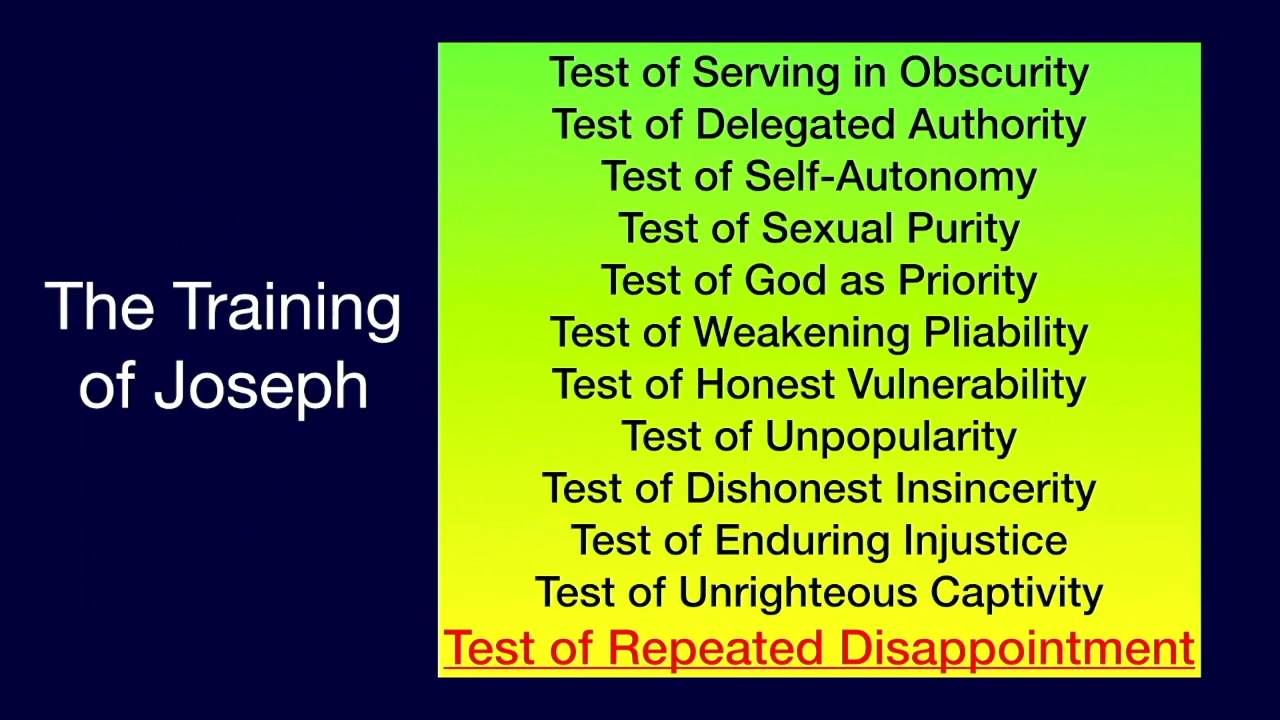 The Training
of Joseph
Test of Serving in Obscurity
Test of Delegated Authority
Test of Self-Autonomy
Test of Sexual Purity
Test of God as Priority
Test of Weakening Pliability
Test of Honest Vulnerability
Test of Unpopularity
Test of Dishonest Insincerity
Test of Enduring Injustice
Test of Unrighteous Captivity
Test of Repeated Disappointment